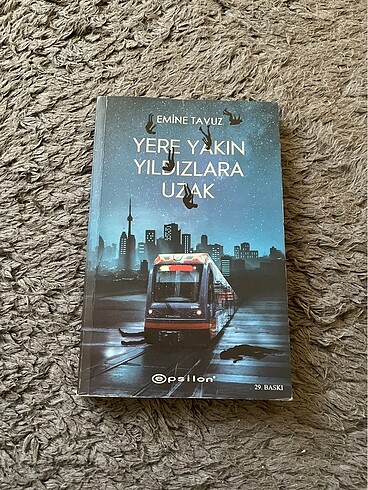 EMİNE TAVUZ
YERE YAKIN
YILDIZLARA
UZAK
epsilon
29. BASKI